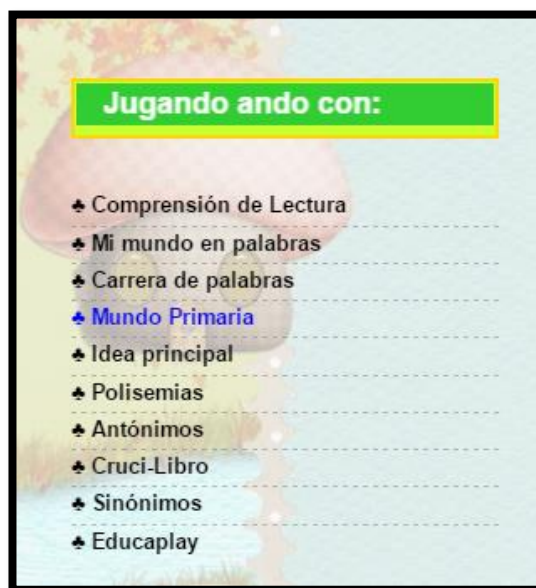 Jugando ando con:
♣ Comprensión de Lectura
♣ Mi mundo en palabras
♣ Carrera de palabras
♣ Mundo Primaria
♣ Idea principal
♣ Polisemias
♣ Antónimos
♣ Cruci-Libro
♣ Sinónimos
♣ Educaplay